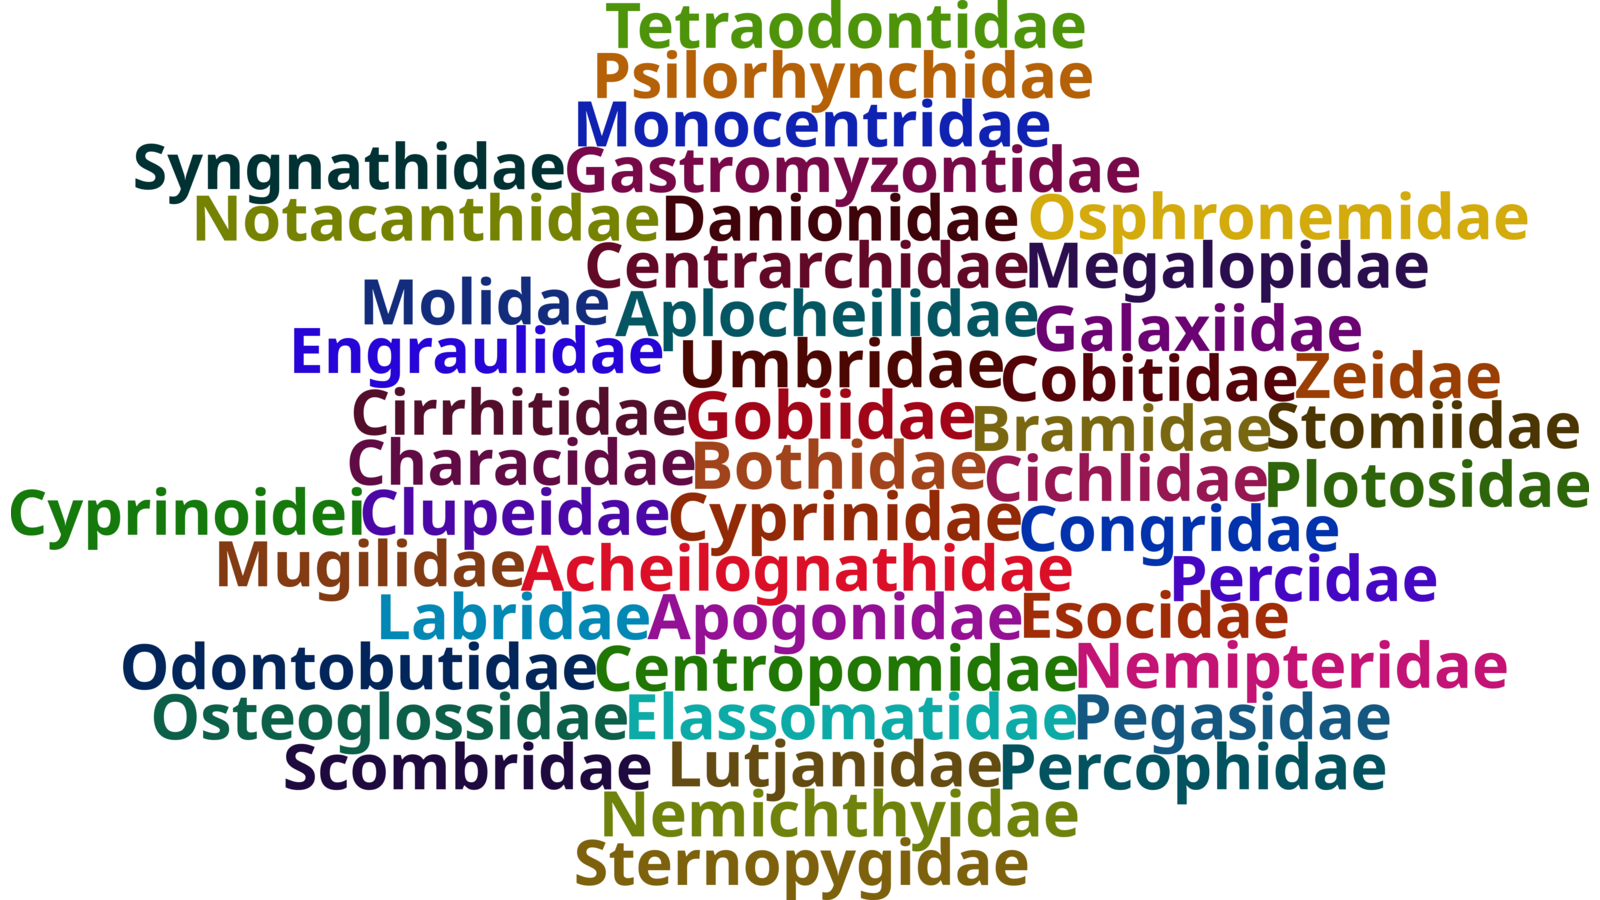 Tetraodontidae
Psilorhynchidae
Monocentridae
Syngnathidae Gastromyzontidae
Notacanthidae Danionidae Osphronemidae
Centrarchidae Megalopidae
Molidae Aplocheilidae Galaxiidae
Engraulidae Umbridae Cobitidae Zeidae
Cirrhitidae Gobiidae Bramidae Stomiidae
Characidae Bothidae Cichlidae Plotosidae
Cyprinoidei Clupeidae Cyprinidae Congridae
Mugilidae Acheilognathidae Percidae
Labridae Apogonidae Esocidae
Odontobutidae Centropomidae Nemipteridae
Osteoglossidae Elassomatidae Pegasidae
Scombridae Lutjanidae Percophidae
Nemichthyidae
Sternopygidae